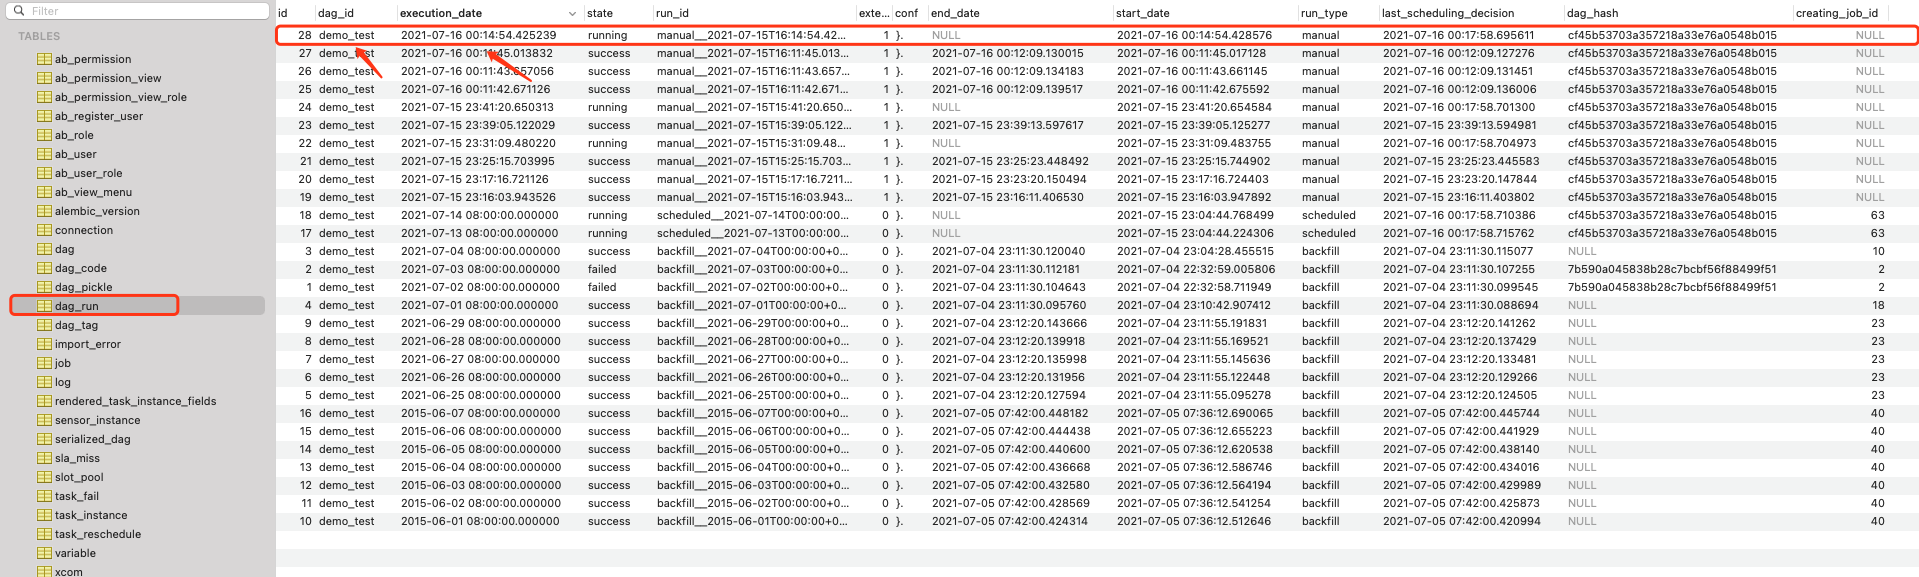 Filter
TABLES
ab_permission
ab_permission_view
ab_permission_view_role
ab_register_user
ab_role
ab_user
ab_user_role
ab_view_menu
alembic_version
connection
dag
dag_code
dag_pickle
dag_run
dag_tag
import_error
job
log
rendered_task_instance_fields
sensor_instance
serialized_dag
sla_miss
slot_pool
task_fail
task_instance
task_reschedule
variable
xcom
id dag_id execution_date state run_id exte... conf end_date start_date run_type last_scheduling_decision dag_hash creating_job_id
28 demo_test 2021-07-16 00:14:54.425239 running manual__2021-07-15T16:14:54.42... 1 }. NULL 2021-07-16 00:14:54.428576 manual 2021-07-16 00:17:58.695611 cf45b53703a357218a33e76a0548b015 NULL
27 demo_test 2021-07-16 00:11:45.013832 success manual__2021-07-15T16:11:45.013... 1 }. 2021-07-16 00:12:09.130015 2021-07-16 00:11:45.017128 manual 2021-07-16 00:12:09.127276 cf45b53703a357218a33e76a0548b015 NULL
26 demo_test 2021-07-16 00:11:43.657056 success manual__2021-07-15T16:11:43.657... 1 }. 2021-07-16 00:12:09.134183 2021-07-16 00:11:43.661145 manual 2021-07-16 00:12:09.131451 cf45b53703a357218a33e76a0548b015 NULL
25 demo_test 2021-07-16 00:11:42.671126 success manual__2021-07-15T16:11:42.671... 1 }. 2021-07-16 00:12:09.139517 2021-07-16 00:11:42.675592 manual 2021-07-16 00:12:09.136006 cf45b53703a357218a33e76a0548b015 NULL
24 demo_test 2021-07-15 23:41:20.650313 running manual__2021-07-15T15:41:20.650... 1 }. NULL 2021-07-15 23:41:20.654584 manual 2021-07-16 00:17:58.701300 cf45b53703a357218a33e76a0548b015 NULL
23 demo_test 2021-07-15 23:39:05.122029 success manual__2021-07-15T15:39:05.122... 1 }. 2021-07-15 23:39:13.597617 2021-07-15 23:39:05.125277 manual 2021-07-15 23:39:13.594981 cf45b53703a357218a33e76a0548b015 NULL
22 demo_test 2021-07-15 23:31:09.480220 running manual__2021-07-15T15:31:09.48... 1 }. NULL 2021-07-15 23:31:09.483755 manual 2021-07-16 00:17:58.704973 cf45b53703a357218a33e76a0548b015 NULL
21 demo_test 2021-07-15 23:25:15.703995 success manual__2021-07-15T15:25:15.703... 1 }. 2021-07-15 23:25:23.448492 2021-07-15 23:25:15.744902 manual 2021-07-15 23:25:23.445583 cf45b53703a357218a33e76a0548b015 NULL
20 demo_test 2021-07-15 23:17:16.721126 success manual__2021-07-15T15:17:16.7211... 1 }. 2021-07-15 23:23:20.150494 2021-07-15 23:17:16.724403 manual 2021-07-15 23:23:20.147844 cf45b53703a357218a33e76a0548b015 NULL
19 demo_test 2021-07-15 23:16:03.943526 success manual__2021-07-15T15:16:03.943... 1 }. 2021-07-15 23:16:11.406530 2021-07-15 23:16:03.947892 manual 2021-07-15 23:16:11.403802 cf45b53703a357218a33e76a0548b015 NULL
18 demo_test 2021-07-14 08:00:00.000000 running scheduled__2021-07-14T00:00:00... 0 }. NULL 2021-07-15 23:04:44.768499 scheduled 2021-07-16 00:17:58.710386 cf45b53703a357218a33e76a0548b015 63
17 demo_test 2021-07-13 08:00:00.000000 running scheduled__2021-07-13T00:00:00... 0 }. NULL 2021-07-15 23:04:44.224306 scheduled 2021-07-16 00:17:58.715762 cf45b53703a357218a33e76a0548b015 63
3 demo_test 2021-07-04 08:00:00.000000 success backfill__2021-07-04T00:00:00+0... 0 }. 2021-07-04 23:11:30.120040 2021-07-04 23:04:28.455515 backfill 2021-07-04 23:11:30.115077 NULL 10
2 demo_test 2021-07-03 08:00:00.000000 failed backfill__2021-07-03T00:00:00+0... 0 }. 2021-07-04 23:11:30.112181 2021-07-04 22:32:59.005806 backfill 2021-07-04 23:11:30.107255 7b590a045838b28c7bcbf56f88499f51 2
1 demo_test 2021-07-02 08:00:00.000000 failed backfill__2021-07-02T00:00:00+0... 0 }. 2021-07-04 23:11:30.104643 2021-07-04 22:32:58.711949 backfill 2021-07-04 23:11:30.099545 7b590a045838b28c7bcbf56f88499f51 2
4 demo_test 2021-07-01 08:00:00.000000 success backfill__2021-07-01T00:00:00+0... 0 }. 2021-07-04 23:11:30.095760 2021-07-04 23:10:42.907412 backfill 2021-07-04 23:11:30.088694 NULL 18
9 demo_test 2021-06-29 08:00:00.000000 success backfill__2021-06-29T00:00:00+0... 0 }. 2021-07-04 23:12:20.143666 2021-07-04 23:11:55.191831 backfill 2021-07-04 23:12:20.141262 NULL 23
8 demo_test 2021-06-28 08:00:00.000000 success backfill__2021-06-28T00:00:00+0... 0 }. 2021-07-04 23:12:20.139918 2021-07-04 23:11:55.169521 backfill 2021-07-04 23:12:20.137429 NULL 23
7 demo_test 2021-06-27 08:00:00.000000 success backfill__2021-06-27T00:00:00+0... 0 }. 2021-07-04 23:12:20.135998 2021-07-04 23:11:55.145636 backfill 2021-07-04 23:12:20.133481 NULL 23
6 demo_test 2021-06-26 08:00:00.000000 success backfill__2021-06-26T00:00:00+0... 0 }. 2021-07-04 23:12:20.131956 2021-07-04 23:11:55.122448 backfill 2021-07-04 23:12:20.129266 NULL 23
5 demo_test 2021-06-25 08:00:00.000000 success backfill__2021-06-25T00:00:00+0... 0 }. 2021-07-04 23:12:20.127594 2021-07-04 23:11:55.095278 backfill 2021-07-04 23:12:20.124505 NULL 23
16 demo_test 2015-06-07 08:00:00.000000 success backfill__2015-06-07T00:00:00+0... 0 }. 2021-07-05 07:42:00.448182 2021-07-05 07:36:12.690065 backfill 2021-07-05 07:42:00.445744 NULL 40
15 demo_test 2015-06-06 08:00:00.000000 success backfill__2015-06-06T00:00:00+0... 0 }. 2021-07-05 07:42:00.444438 2021-07-05 07:36:12.655223 backfill 2021-07-05 07:42:00.441929 NULL 40
14 demo_test 2015-06-05 08:00:00.000000 success backfill__2015-06-05T00:00:00+0... 0 }. 2021-07-05 07:42:00.440600 2021-07-05 07:36:12.620538 backfill 2021-07-05 07:42:00.438140 NULL 40
13 demo_test 2015-06-04 08:00:00.000000 success backfill__2015-06-04T00:00:00+0... 0 }. 2021-07-05 07:42:00.436668 2021-07-05 07:36:12.586746 backfill 2021-07-05 07:42:00.434016 NULL 40
12 demo_test 2015-06-03 08:00:00.000000 success backfill__2015-06-03T00:00:00+0... 0 }. 2021-07-05 07:42:00.432580 2021-07-05 07:36:12.564194 backfill 2021-07-05 07:42:00.429989 NULL 40
11 demo_test 2015-06-02 08:00:00.000000 success backfill__2015-06-02T00:00:00+0... 0 }. 2021-07-05 07:42:00.428569 2021-07-05 07:36:12.541254 backfill 2021-07-05 07:42:00.425873 NULL 40
10 demo_test 2015-06-01 08:00:00.000000 success backfill__2015-06-01T00:00:00+0... 0 }. 2021-07-05 07:42:00.424314 2021-07-05 07:36:12.512646 backfill 2021-07-05 07:42:00.420994 NULL 40